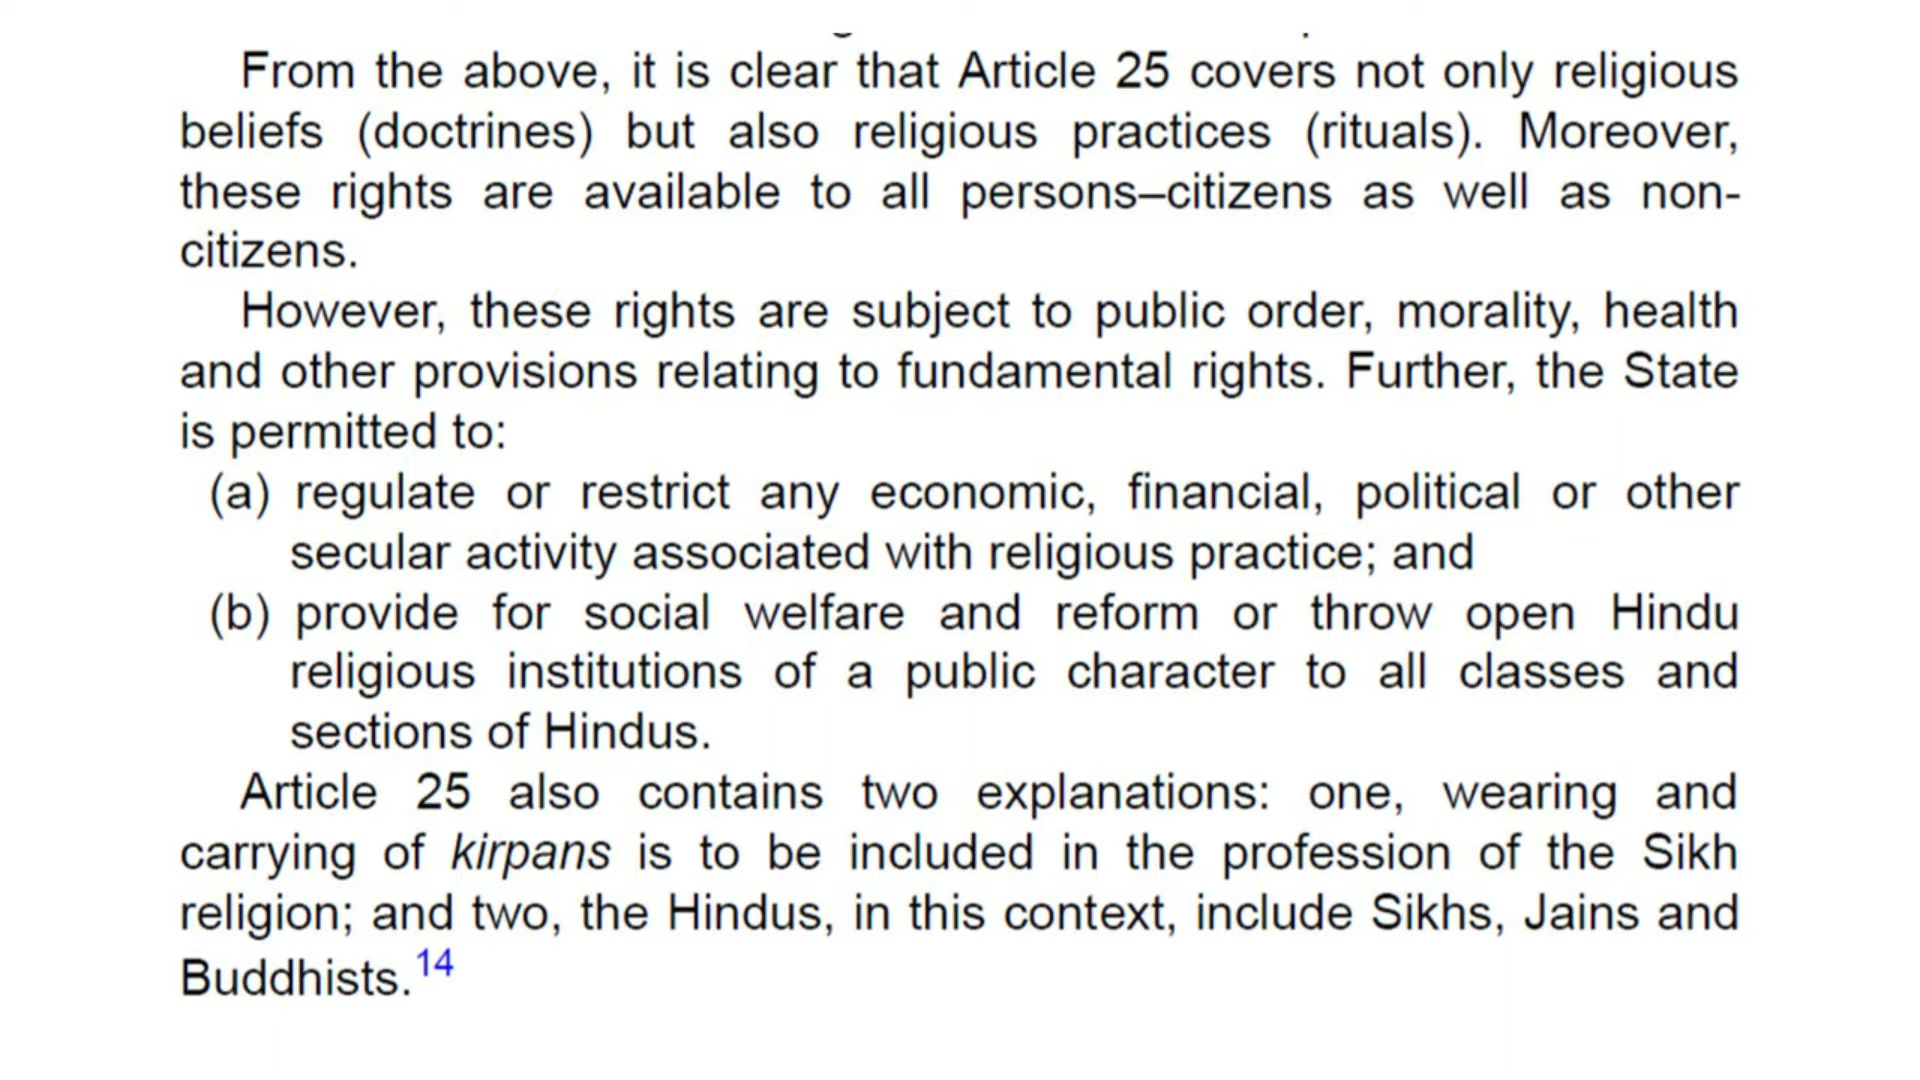 From the above, it is clear that Article 25 covers not only religious
beliefs (doctrines) but also religious practices (rituals). Moreover,
these rights are available to all persons–citizens as well as non-
citizens.
However, these rights are subject to public order, morality, health
and other provisions relating to fundamental rights. Further, the State
is permitted to:
(a) regulate or restrict any economic, financial, political or other
secular activity associated with religious practice; and
(b) provide for social welfare and reform or throw open Hindu
religious institutions of a public character to all classes and
sections of Hindus.
Article 25 also contains two explanations: one, wearing and
carrying of kirpans is to be included in the profession of the Sikh
religion; and two, the Hindus, in this context, include Sikhs, Jains and
Buddhists.14